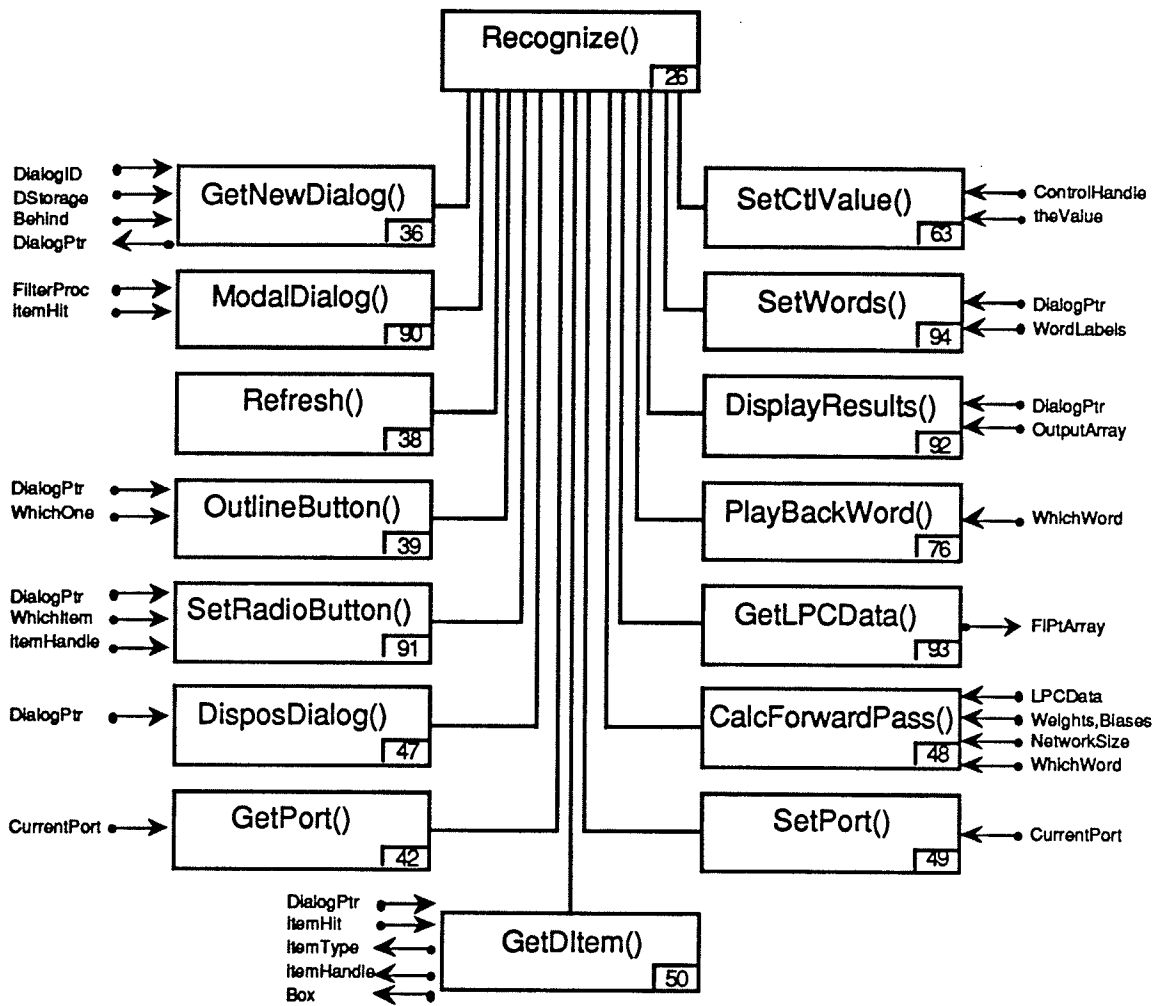 Recognize()
26
DialogID
DStorage
Behind
DialogPtr
GetNewDialog()
36
FilterProc
ItemHit
ModalDialog()
90
Refresh()
38
DialogPtr
WhichOne
OutlineButton()
39
DialogPtr
WhichItem
ItemHandle
SetRadioButton()
91
DialogPtr
DisposDialog()
47
CurrentPort
GetPort()
42
SetCtlValue()
63
ControlHandle
theValue
SetWords()
94
DialogPtr
WordLabels
DisplayResults()
92
DialogPtr
OutputArray
PlayBackWord()
76
WhichWord
GetLPCData()
93
FlPtArray
CalcForwardPass()
48
LPCData
Weights,Biases
NetworkSize
WhichWord
SetPort()
49
CurrentPort
DialogPtr
ItemHit
ItemType
ItemHandle
Box
GetDItem()
50